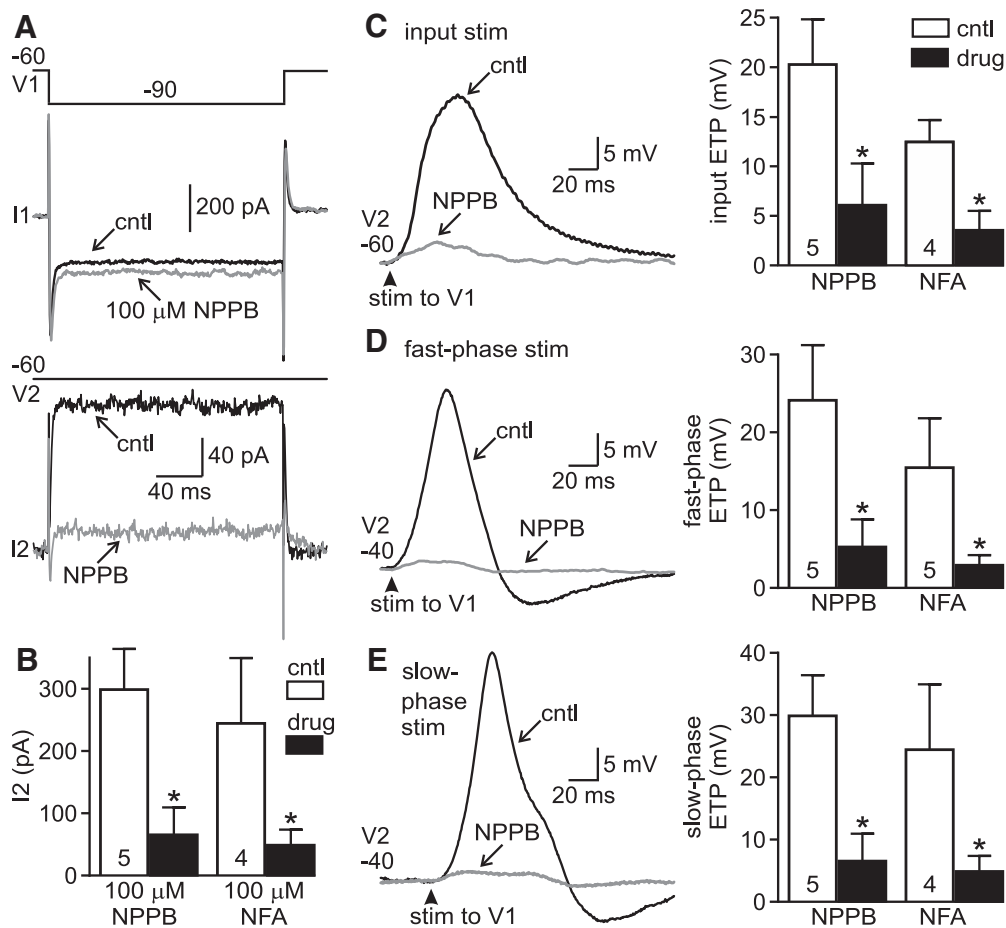 A
-60
V1
-90
I1
200 pA
cntl
100 μM NPPB
-60
V2
cntl
40 pA
40 ms
I2
NPPB
B
cntl
drug
I2 (pA)
300
200
100
0
*
*
5
4
100 μM
NPPB
100 μM
NFA
C input stim
cntl
5 mV
20 ms
NPPB
V2
-60
stim to V1
input ETP (mV)
25
20
15
10
5
0
cntl
drug
*
*
5
4
NPPB
NFA
D fast-phase stim
cntl
5 mV
20 ms
NPPB
V2
-40
stim to V1
fast-phase
ETP (mV)
30
20
10
0
*
*
5
5
NPPB
NFA
E slow-
phase
stim
cntl
5 mV
20 ms
NPPB
V2
-40
stim to V1
slow-phase
ETP (mV)
40
30
20
10
0
*
*
5
4
NPPB
NFA